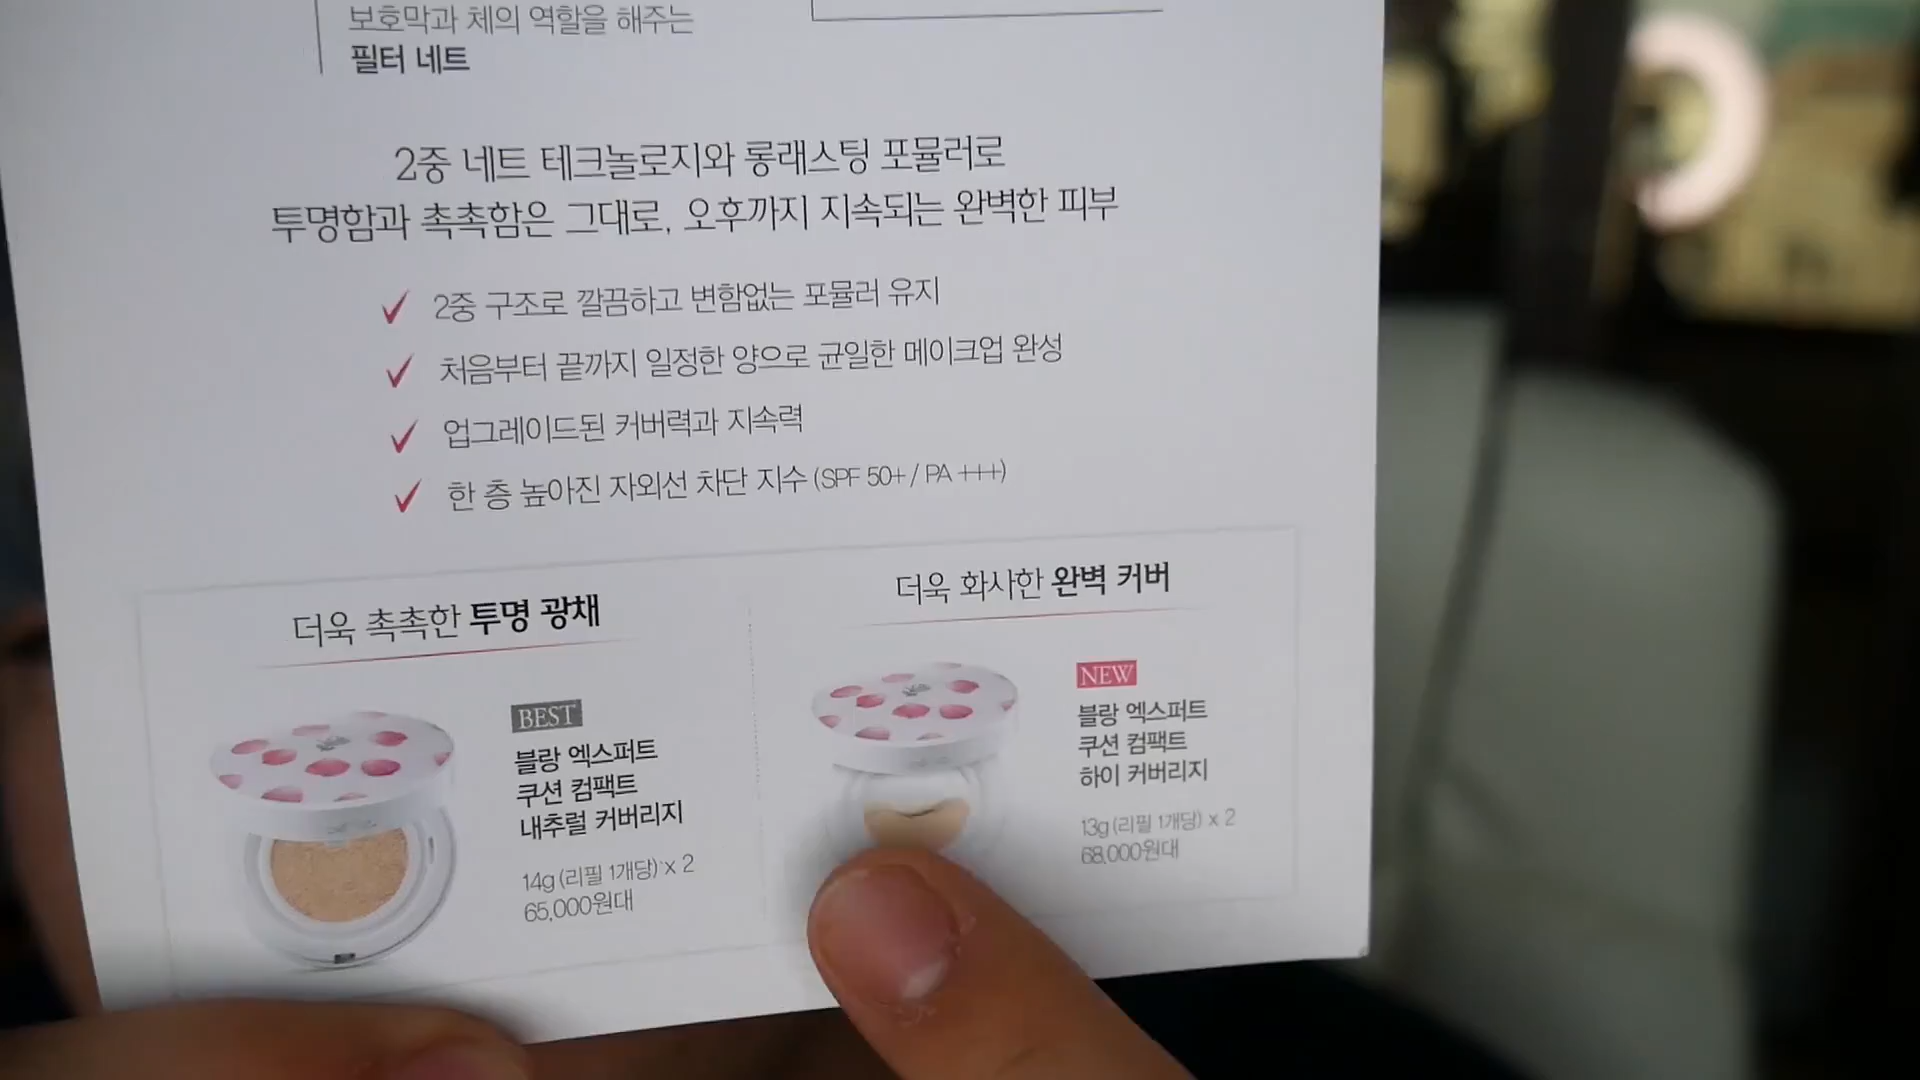 보호막과 체의 역할을 해주는
필터 네트
2중 네트 테크놀로지와 롱래스팅 포뮬러로
투명함과 촉촉함은 그대로, 오후까지 지속되는 완벽한 피부
2중 구조로 깔끔하고 변함없는 포뮬러 유지
처음부터 끝까지 일정한 양으로 균일한 메이크업 완성
업그레이드된 커버력과 지속력
한 층 높아진 자외선 차단 지수 (SPF 50+ / PA +++)
더욱 촉촉한 투명 광채
BEST
블랑 엑스퍼트
쿠션 컴팩트
내추럴 커버리지
14g (리필 1개당) x 2
65,000원대
더욱 화사한 완벽 커버
NEW
블랑 엑스퍼트
쿠션 컴팩트
하이 커버리지
13g (리필 1개당) x 2
68,000원대